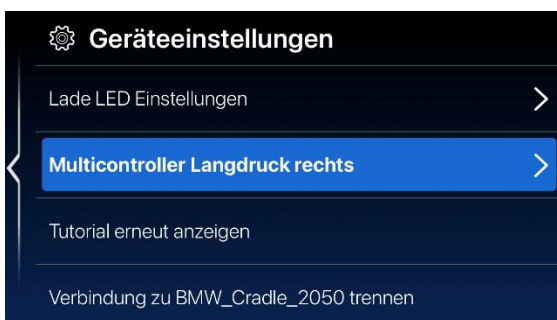 Geräteeinstellungen
Lade LED Einstellungen
Multicontroller Langdruck rechts
Tutorial erneut anzeigen
Verbindung zu BMW_Cradle_2050 trennen